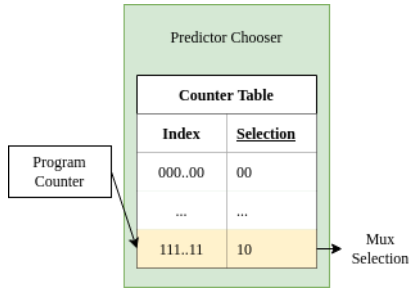 Predictor Chooser
Counter Table
Index Selection
Program
Counter
000..00 00
... ...
111..11 10
Mux
Selection